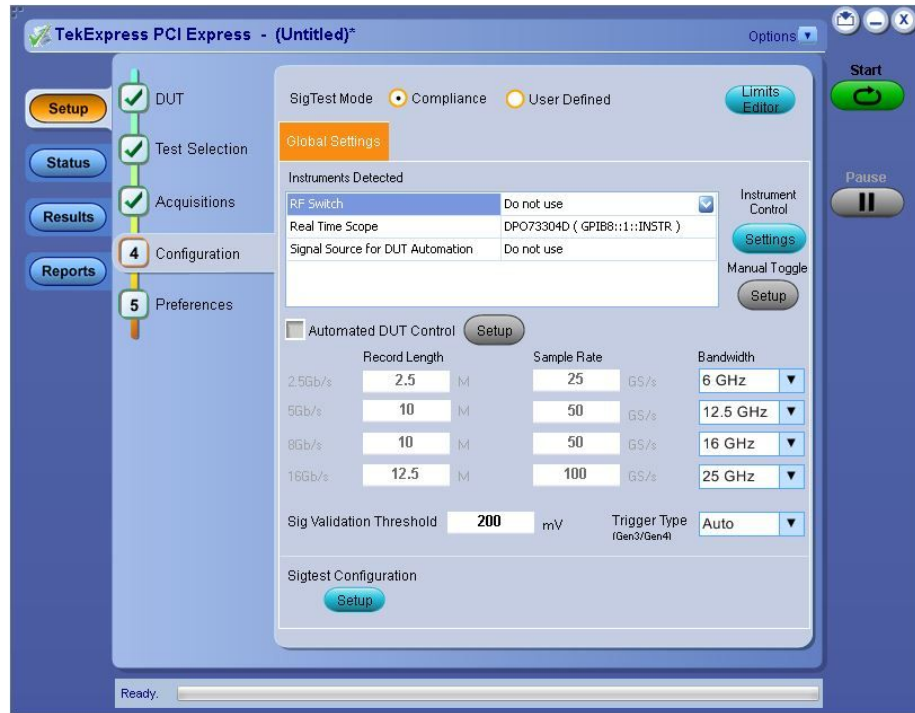 TekExpress PCI Express - (Untitled)*
Options
Start
Pause
Setup
Status
Results
Reports
DUT
Test Selection
Acquisitions
4 Configuration
5 Preferences
SigTest Mode Compliance User Defined
Limits Editor
Global Settings
Instruments Detected
RF Switch Do not use
Real Time Scope DPO73304D ( GPIB8::1::INSTR )
Signal Source for DUT Automation Do not use
Instrument Control
Settings
Manual Toggle
Setup
Automated DUT Control Setup
Record Length Sample Rate Bandwidth
2.5Gb/s 2.5 M 25 GS/s 6 GHz
5Gb/s 10 M 50 GS/s 12.5 GHz
8Gb/s 10 M 50 GS/s 16 GHz
16Gb/s 12.5 M 100 GS/s 25 GHz
Sig Validation Threshold 200 mV Trigger Type (Gen3/Gen4) Auto
Sigtest Configuration
Setup
Ready.